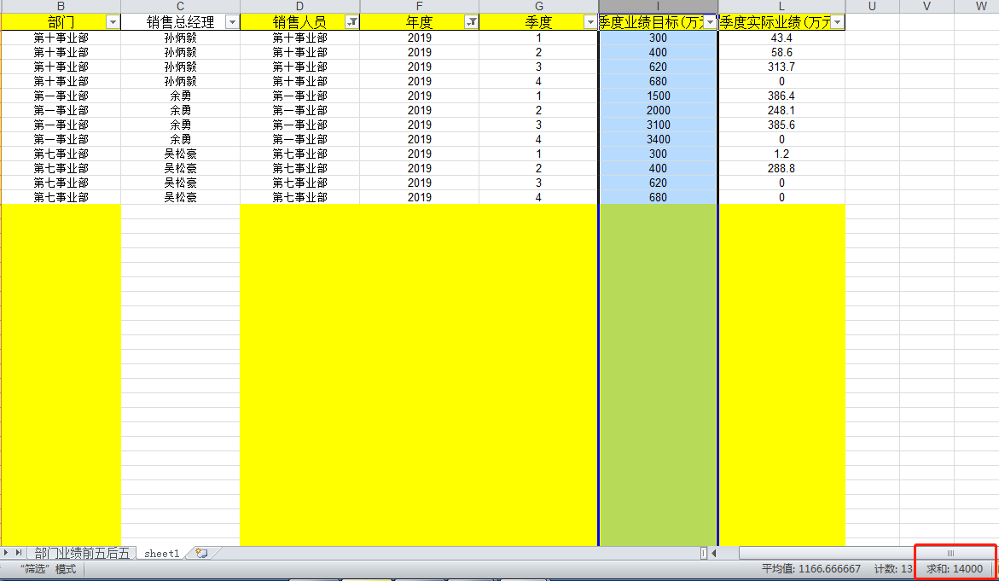 B C D F G I L U V W
部门 销售总经理 销售人员 年度 季度 季度业绩目标(万元 季度实际业绩(万元
第十事业部 孙炳毅 第十事业部 2019 1 300 43.4
第十事业部 孙炳毅 第十事业部 2019 2 400 58.6
第十事业部 孙炳毅 第十事业部 2019 3 620 313.7
第十事业部 孙炳毅 第十事业部 2019 4 680 0
第一事业部 余勇 第一事业部 2019 1 1500 386.4
第一事业部 余勇 第一事业部 2019 2 2000 248.1
第一事业部 余勇 第一事业部 2019 3 3100 385.6
第一事业部 余勇 第一事业部 2019 4 3400 0
第七事业部 吴松豪 第七事业部 2019 1 300 1.2
第七事业部 吴松豪 第七事业部 2019 2 400 288.8
第七事业部 吴松豪 第七事业部 2019 3 620 0
第七事业部 吴松豪 第七事业部 2019 4 680 0
部门业绩前五后五 sheet1
“筛选”模式 平均值: 1166.666667 计数: 13 求和: 14000